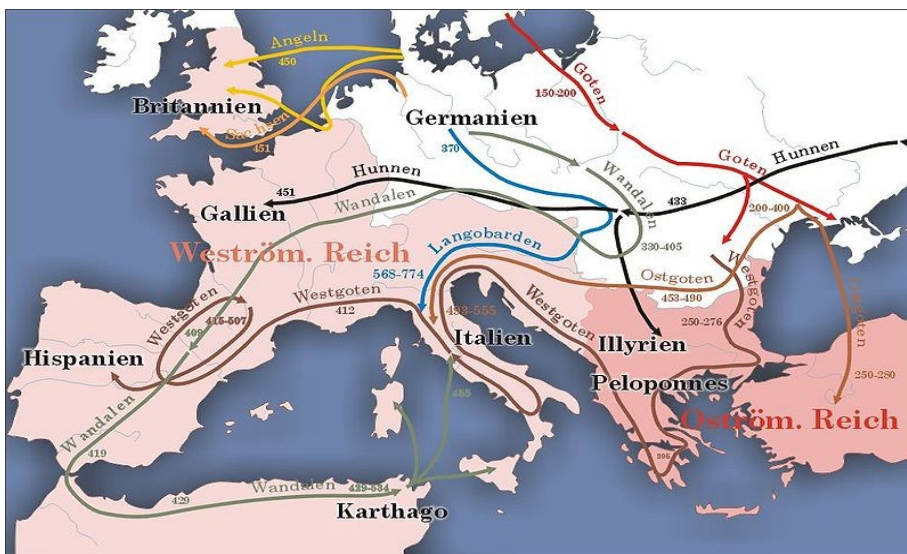 Angeln
450
Britannien
Sachsen
451
Germanien
370
Goten
150-200
Goten
Hunnen
Wandalen
433
200-400
330-405
Hunnen
451
Gallien
Wandalen
Weström. Reich
Langobarden
568-774
Ostgoten
453-490
Westgoten
250-276
Ostgoten
250-280
Westgoten
415-507
409
Westgoten
412
493-555
Italien
Westgoten
Illyrien
Peloponnes
Oström. Reich
395
Hispanien
Wandalen
419
455
429
Wandalen
429-534
Karthago